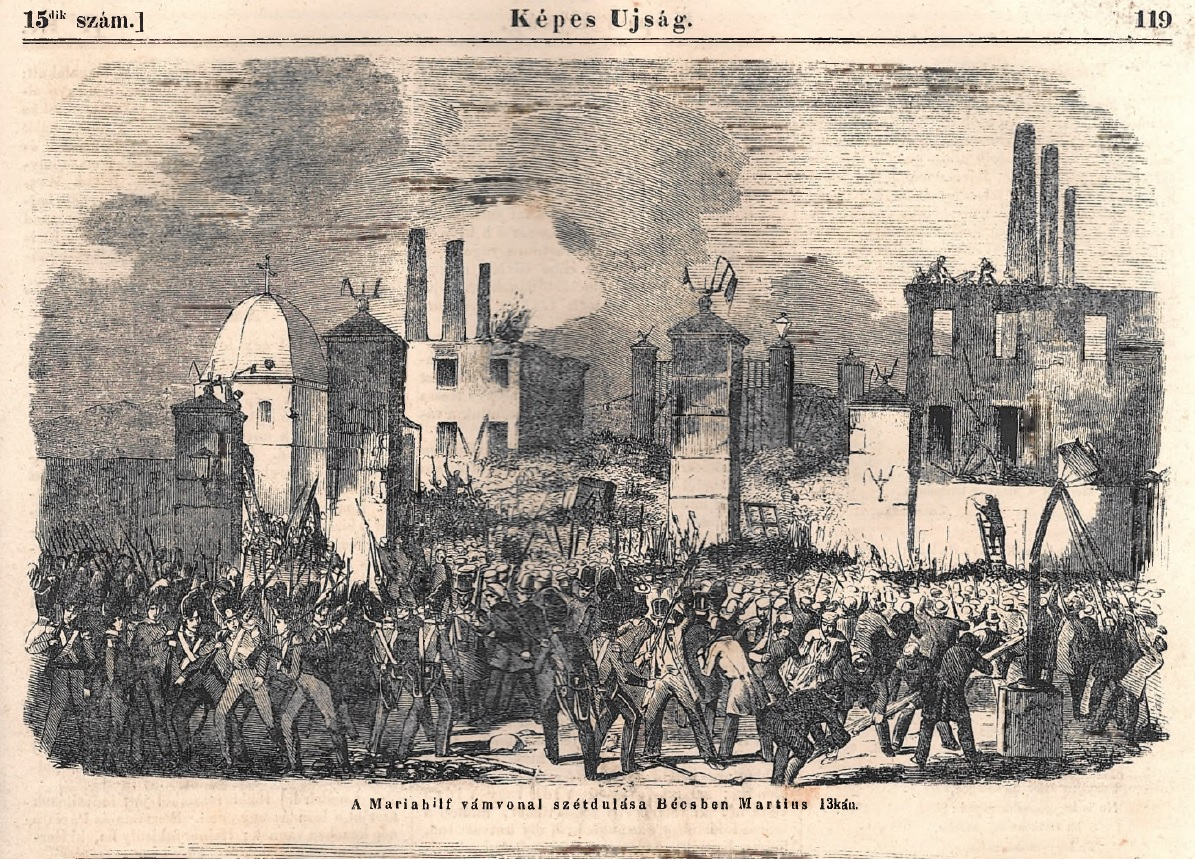 15dik szám.]
Képes Ujság.
119
A Mariahilf vámvonal szétdulása Bécsben Martius 13kán.